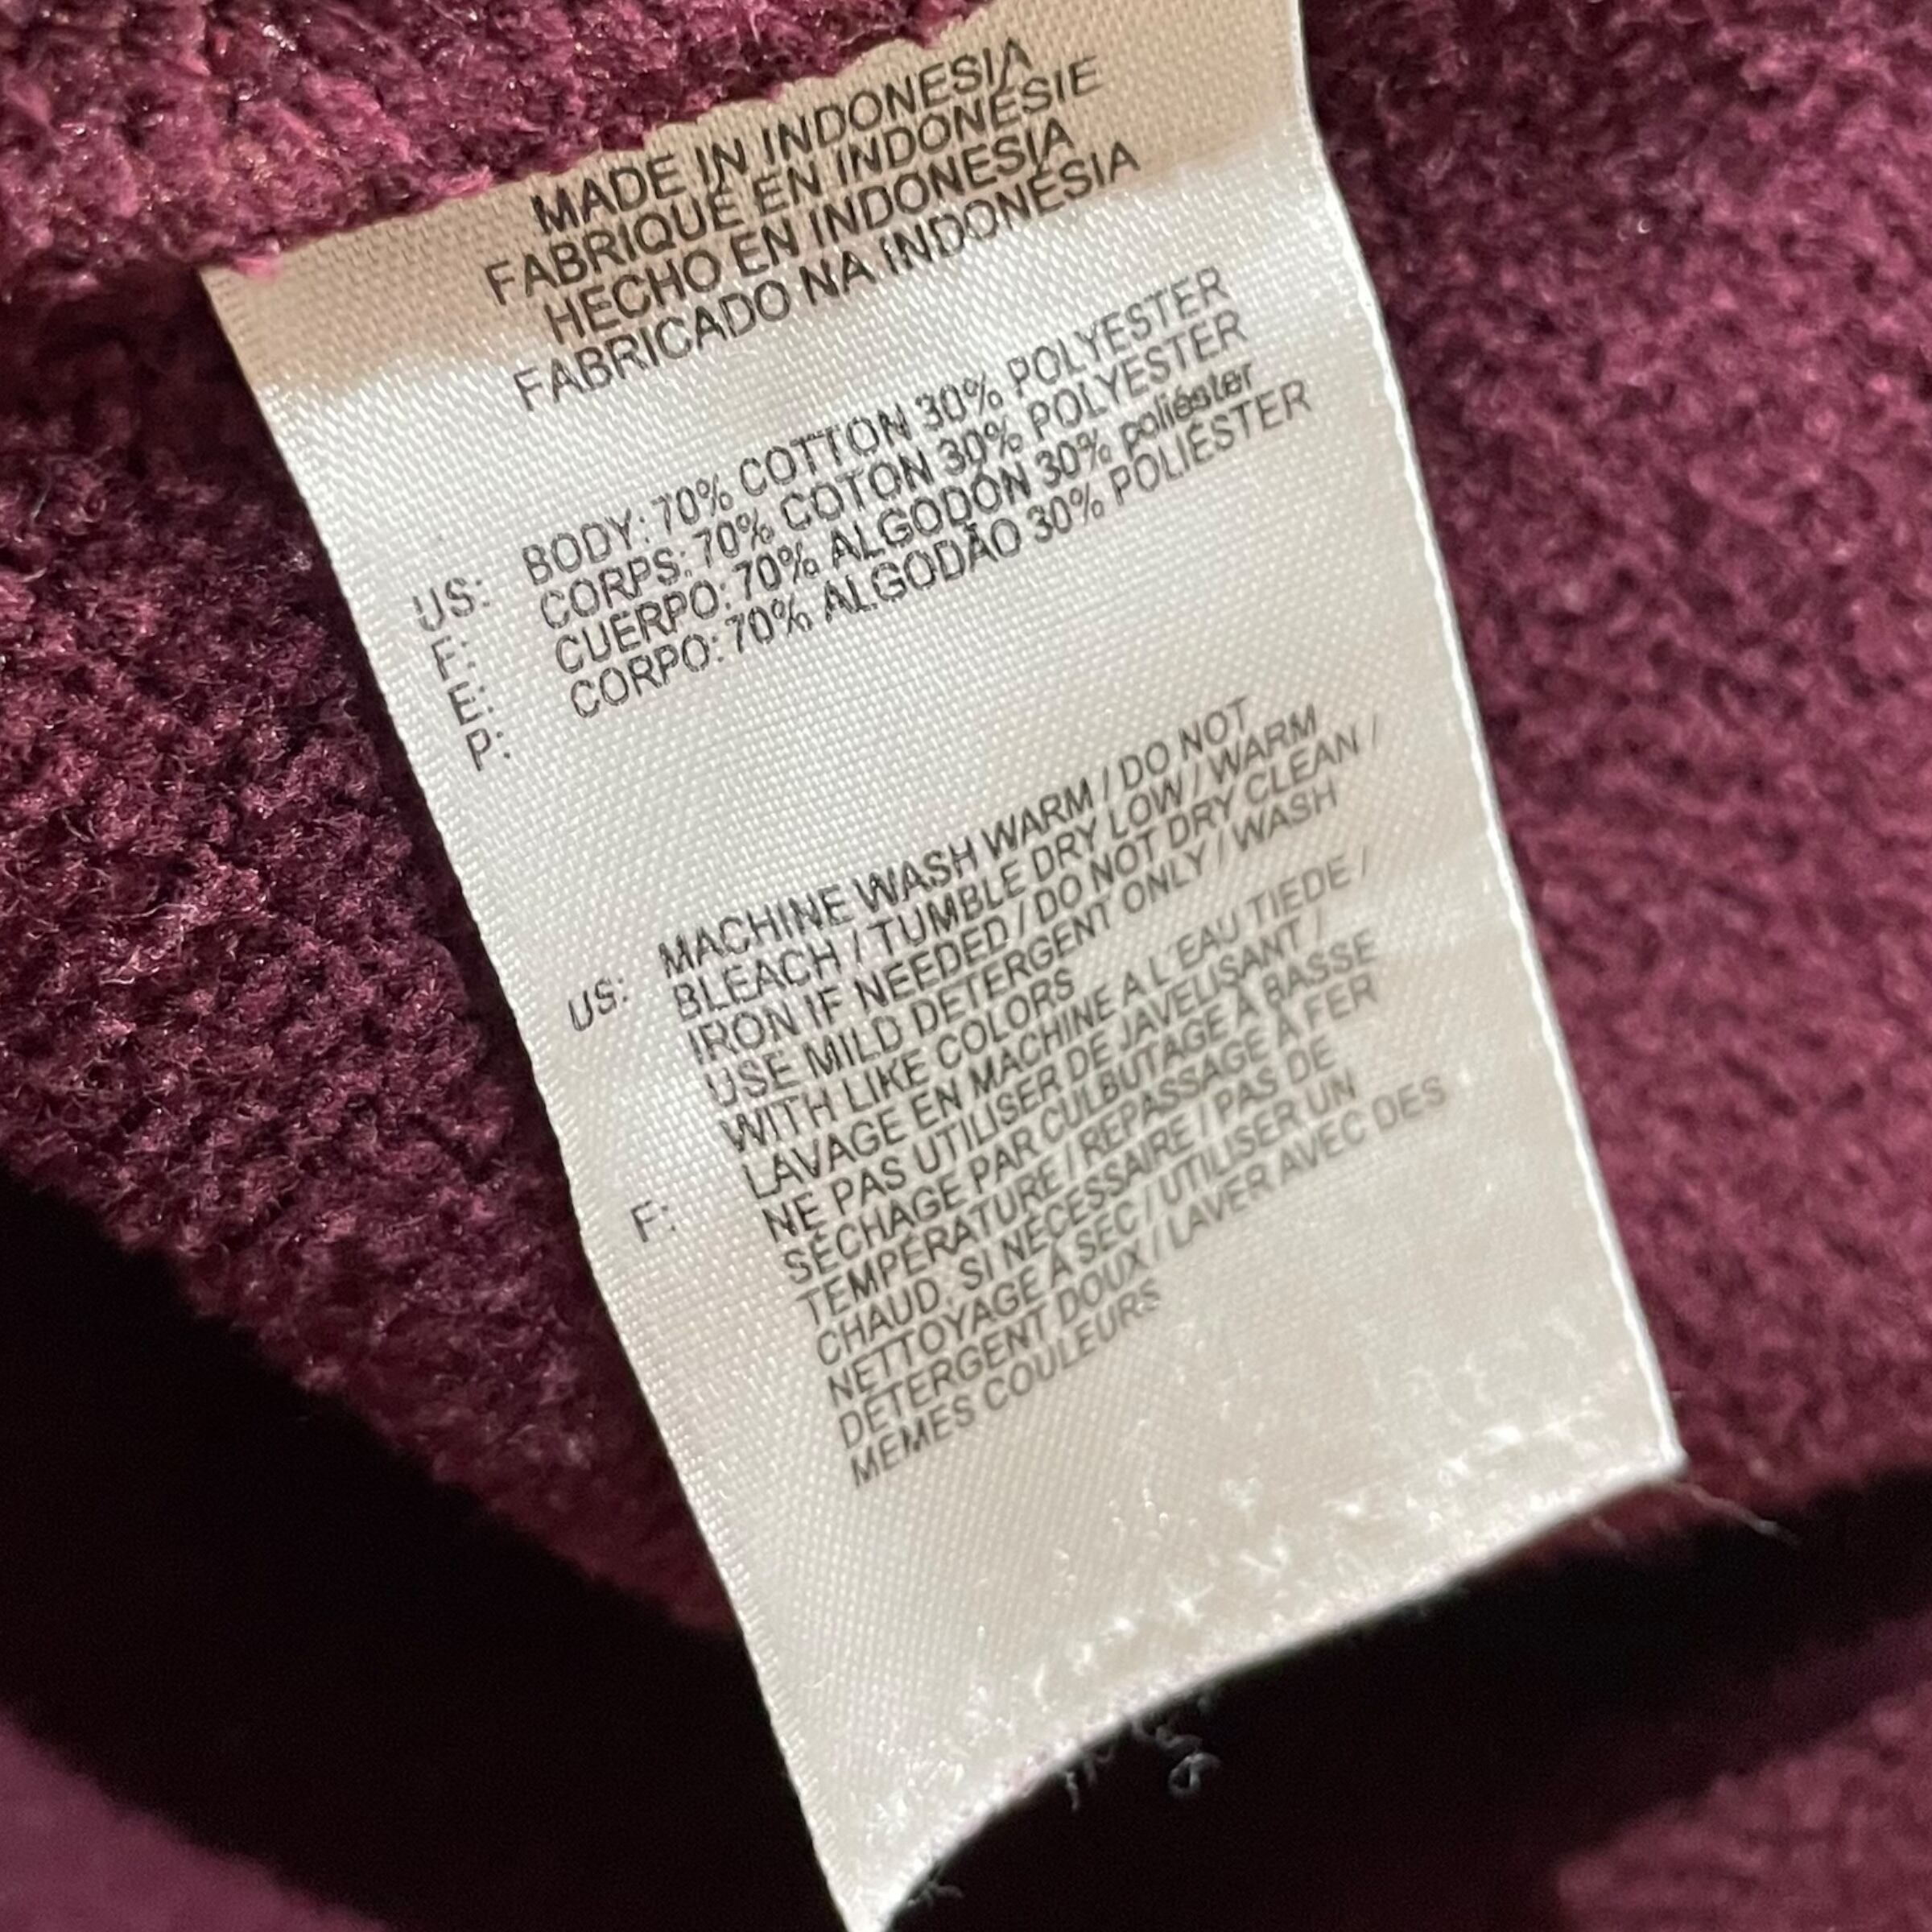 MADE IN INDONESIA
FABRIQUÉ EN INDONÉSIE
HECHO EN INDONESIA
FABRICADO NA INDONÉSIA
US: BODY: 70% COTTON 30% POLYESTER
F: CORPS: 70% COTON 30% POLYESTER
E: CUERPO: 70% ALGODÓN 30% poliéster
P: CORPO: 70% ALGODÃO 30% POLIÉSTER
US: MACHINE WASH WARM / DO NOT
BLEACH / TUMBLE DRY LOW / WARM
IRON IF NEEDED / DO NOT DRY CLEAN /
USE MILD DETERGENT ONLY / WASH
WITH LIKE COLORS
F: LAVAGE EN MACHINE A L'EAU TIEDE /
NE PAS UTILISER DE JAVELISANT /
SÉCHAGE PAR CULBUTAGE À BASSE
TEMPÉRATURE / REPASSAGE À FER
CHAUD, SI NÉCESSAIRE / PAS DE
NETTOYAGE À SEC / UTILISER UN
DÉTERGENT DOUX / LAVER AVEC DES
MEMES COULEURS